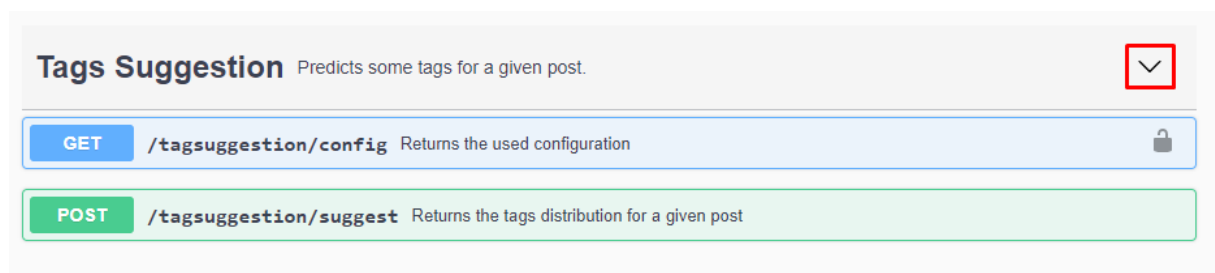 Tags Suggestion Predicts some tags for a given post.
GET /tagsuggestion/config Returns the used configuration
POST /tagsuggestion/suggest Returns the tags distribution for a given post